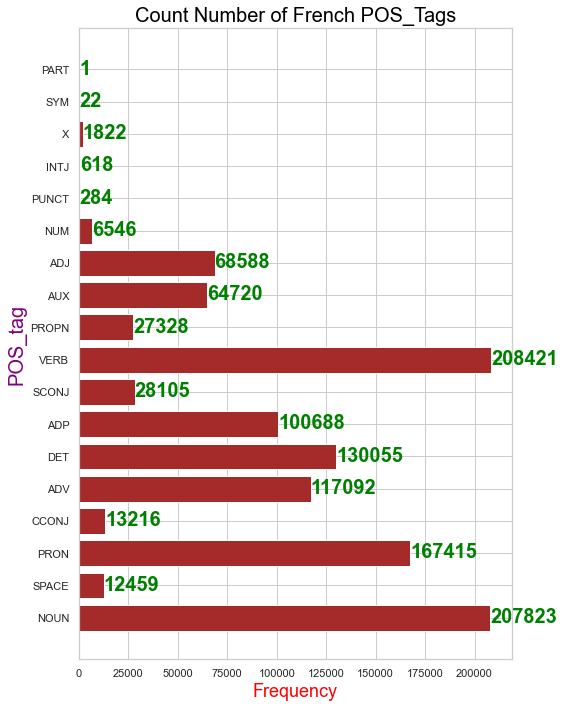 Count Number of French POS_Tags
POS_tag
PART 1
SYM 22
X 1822
INTJ 618
PUNCT 284
NUM 6546
ADJ 68588
AUX 64720
PROPN 27328
VERB 208421
SCONJ 28105
ADP 100688
DET 130055
ADV 117092
CCONJ 13216
PRON 167415
SPACE 12459
NOUN 207823
0 25000 50000 75000 100000 125000 150000 175000 200000
Frequency